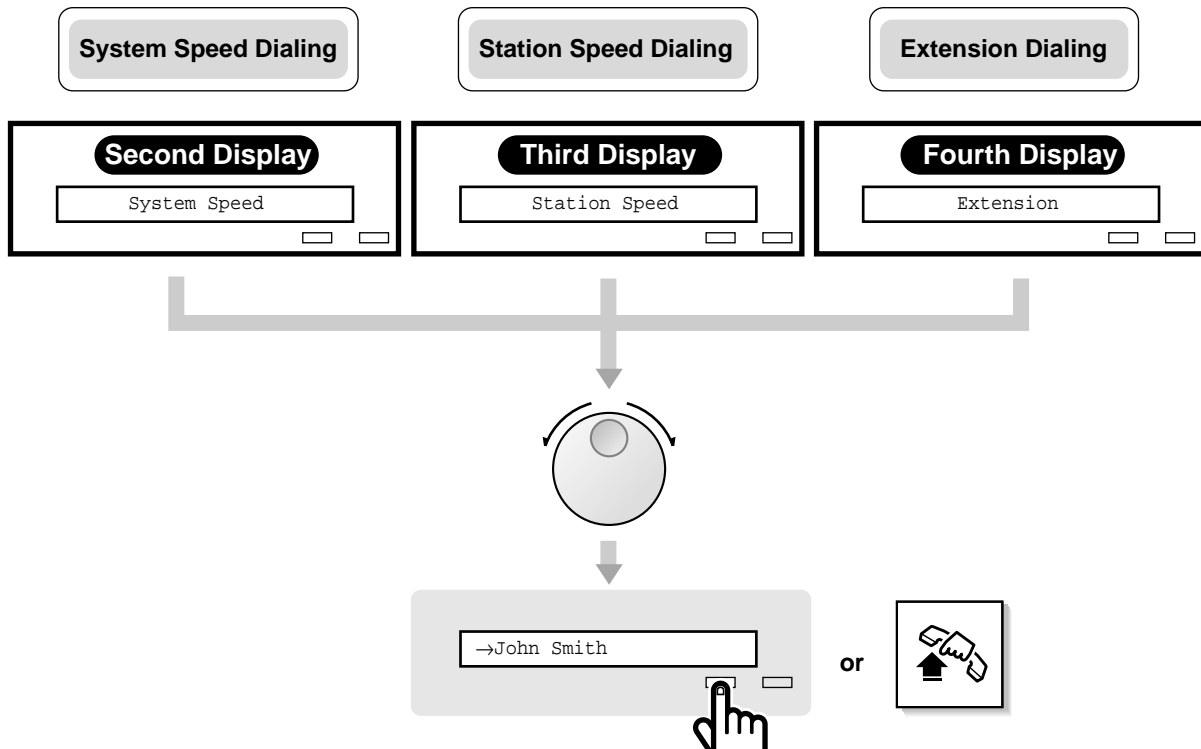 System Speed Dialing
Station Speed Dialing
Extension Dialing
Second Display
Third Display
Fourth Display
System Speed
Station Speed
Extension
→John Smith
or